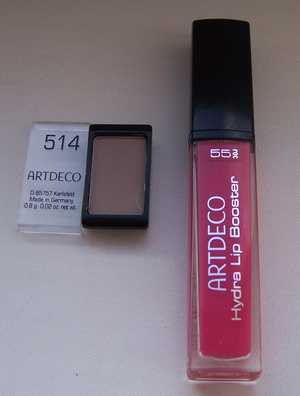 514
ARTDECO
D-85757 Karlsfeld
Made in Germany
0.8 g 0.02 oz. net wt.
55
ARTDECO
Hydra Lip Booster